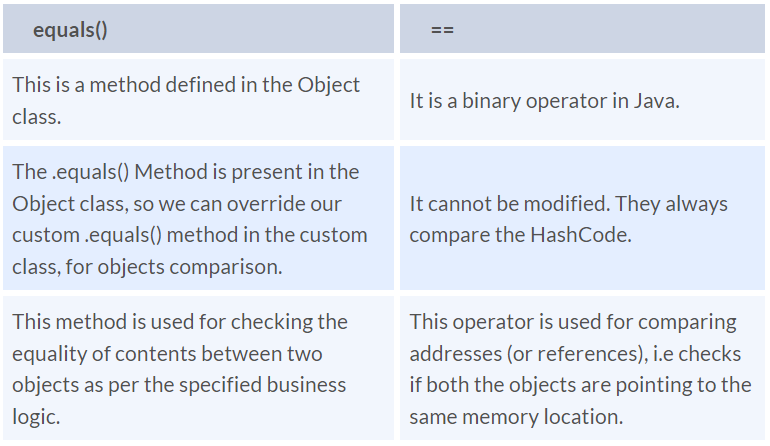 equals()
==
This is a method defined in the Object
class.
It is a binary operator in Java.
The .equals() Method is present in the
Object class, so we can override our
custom .equals() method in the custom
class, for objects comparison.
It cannot be modified. They always
compare the HashCode.
This method is used for checking the
equality of contents between two
objects as per the specified business
logic.
This operator is used for comparing
addresses (or references), i.e checks
if both the objects are pointing to the
same memory location.